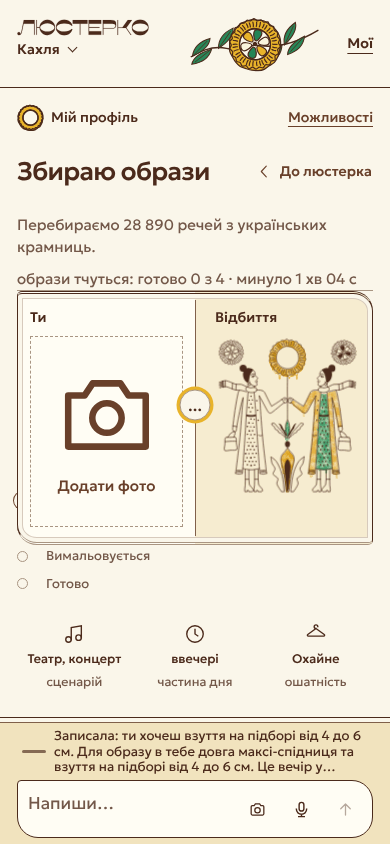 ЛЮСТЕРКО
Кахля
Мої
Мій профіль
Можливості
Збираю образи
До люстерка
Перебираємо 28 890 речей з українських
крамниць.
образи тчуться: готово 0 з 4 · минуло 1 хв 04 с
Ти
Відбиття
...
Додати фото
Вимальовується
Готово
Театр, концерт
ввечері
Охайне
сценарій
частина дня
ошатність
Записала: ти хочеш взуття на підборі від 4 до 6
см. Для образу в тебе довга максі-спідниця та
взуття на підборі від 4 до 6 см. Це вечір у…
Напиши…